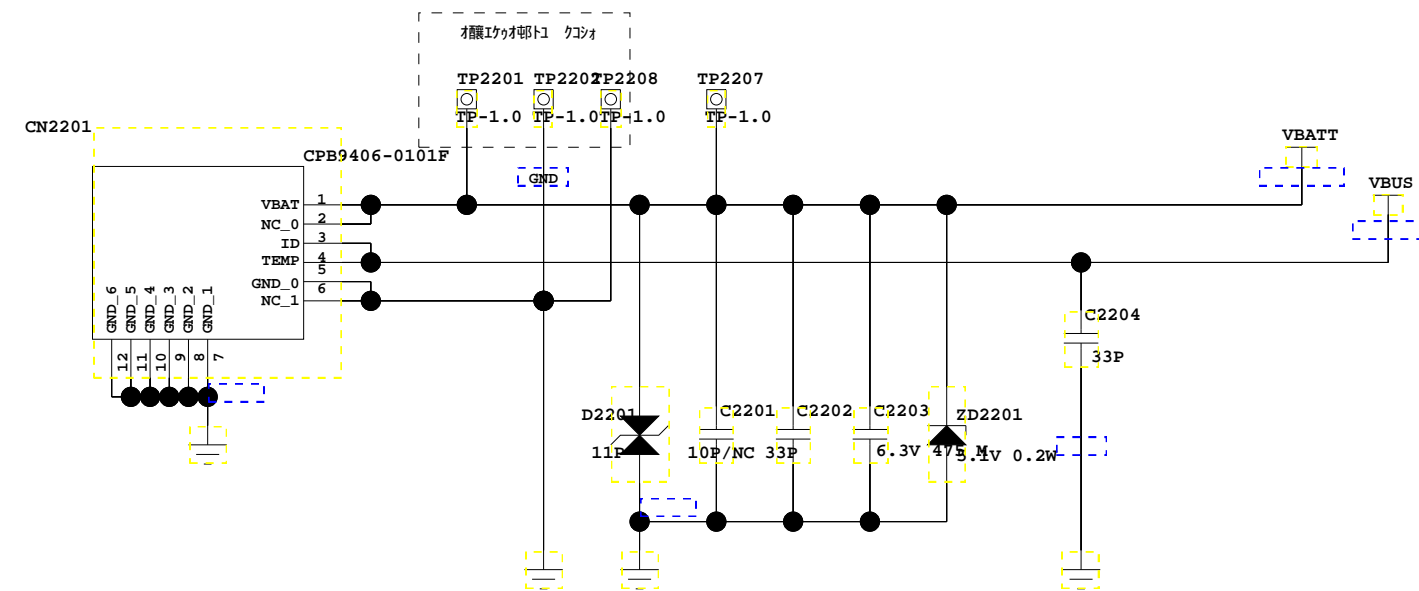 ｵ醸ｴｹゥｵ邨ﾄﾕ ｸｺｼｫ
TP2201
TP2202
TP2208
TP2207
TP-1.0
TP-1.0
TP-1.0
TP-1.0
CN2201
CPB9406-0101F
GND
VBATT
VBUS
VBAT 1
NC_0 2
ID 3
TEMP 4
GND_0 5
NC_1 6
GND_6
GND_5
GND_4
GND_3
GND_2
GND_1
12
11
10
9
8
7
C2204
33P
D2201
11P
C2201
10P/NC
C2202
33P
C2203
6.3V 475 M
ZD2201
5.1V 0.2W